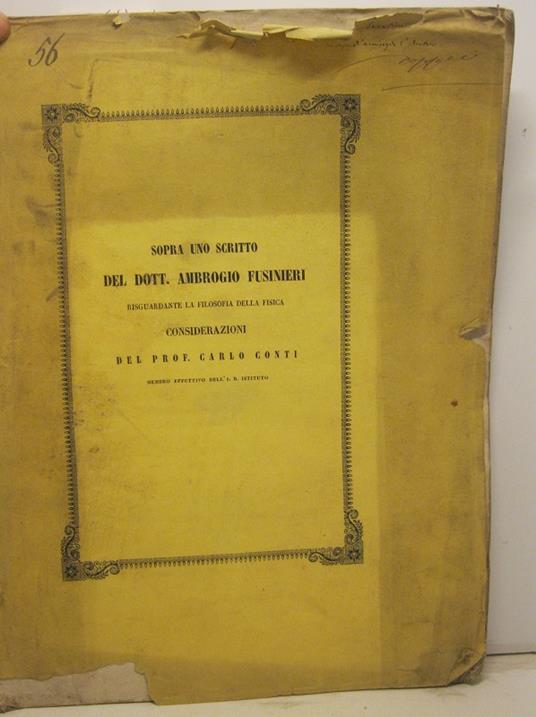 56
SOPRA UNO SCRITTO
DEL DOTT. AMBROGIO FUSINIERI
RISGUARDANTE LA FILOSOFIA DELLA FISICA
CONSIDERAZIONI
DEL PROF. CARLO CONTI
MEMBRO EFFETTIVO DELL' I. R. ISTITUTO